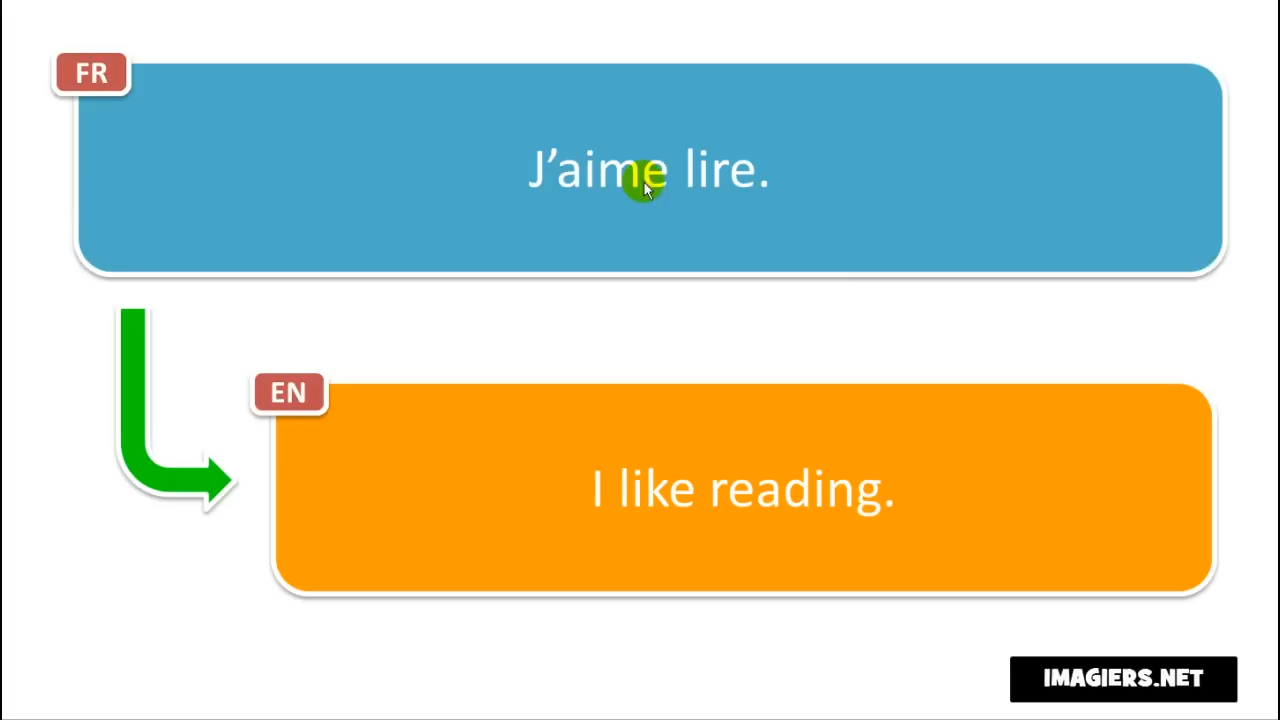 FR
J’aime lire.
EN
I like reading.
IMAGIERS.NET